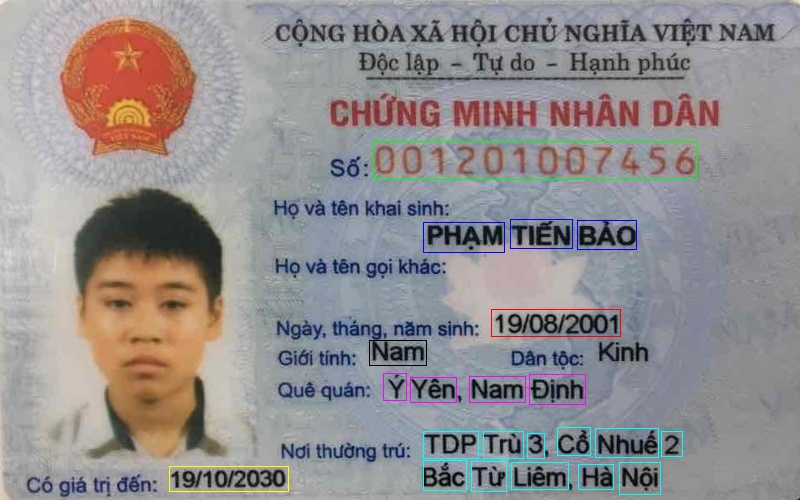 CỘNG HÒA XÃ HỘI CHỦ NGHĨA VIỆT NAM
Độc lập - Tự do - Hạnh phúc
CHỨNG MINH NHÂN DÂN
VIỆT NAM
Số: 001201007456
Họ và tên khai sinh:
PHẠM TIẾN BẢO
Họ và tên gọi khác:
Ngày, tháng, năm sinh: 19/08/2001
Giới tính: Nam Dân tộc: Kinh
Quê quán: Ý Yên, Nam Định
Nơi thường trú: TDP Trù 3, Cổ Nhuế 2
Bắc Từ Liêm, Hà Nội
Có giá trị đến: 19/10/2030